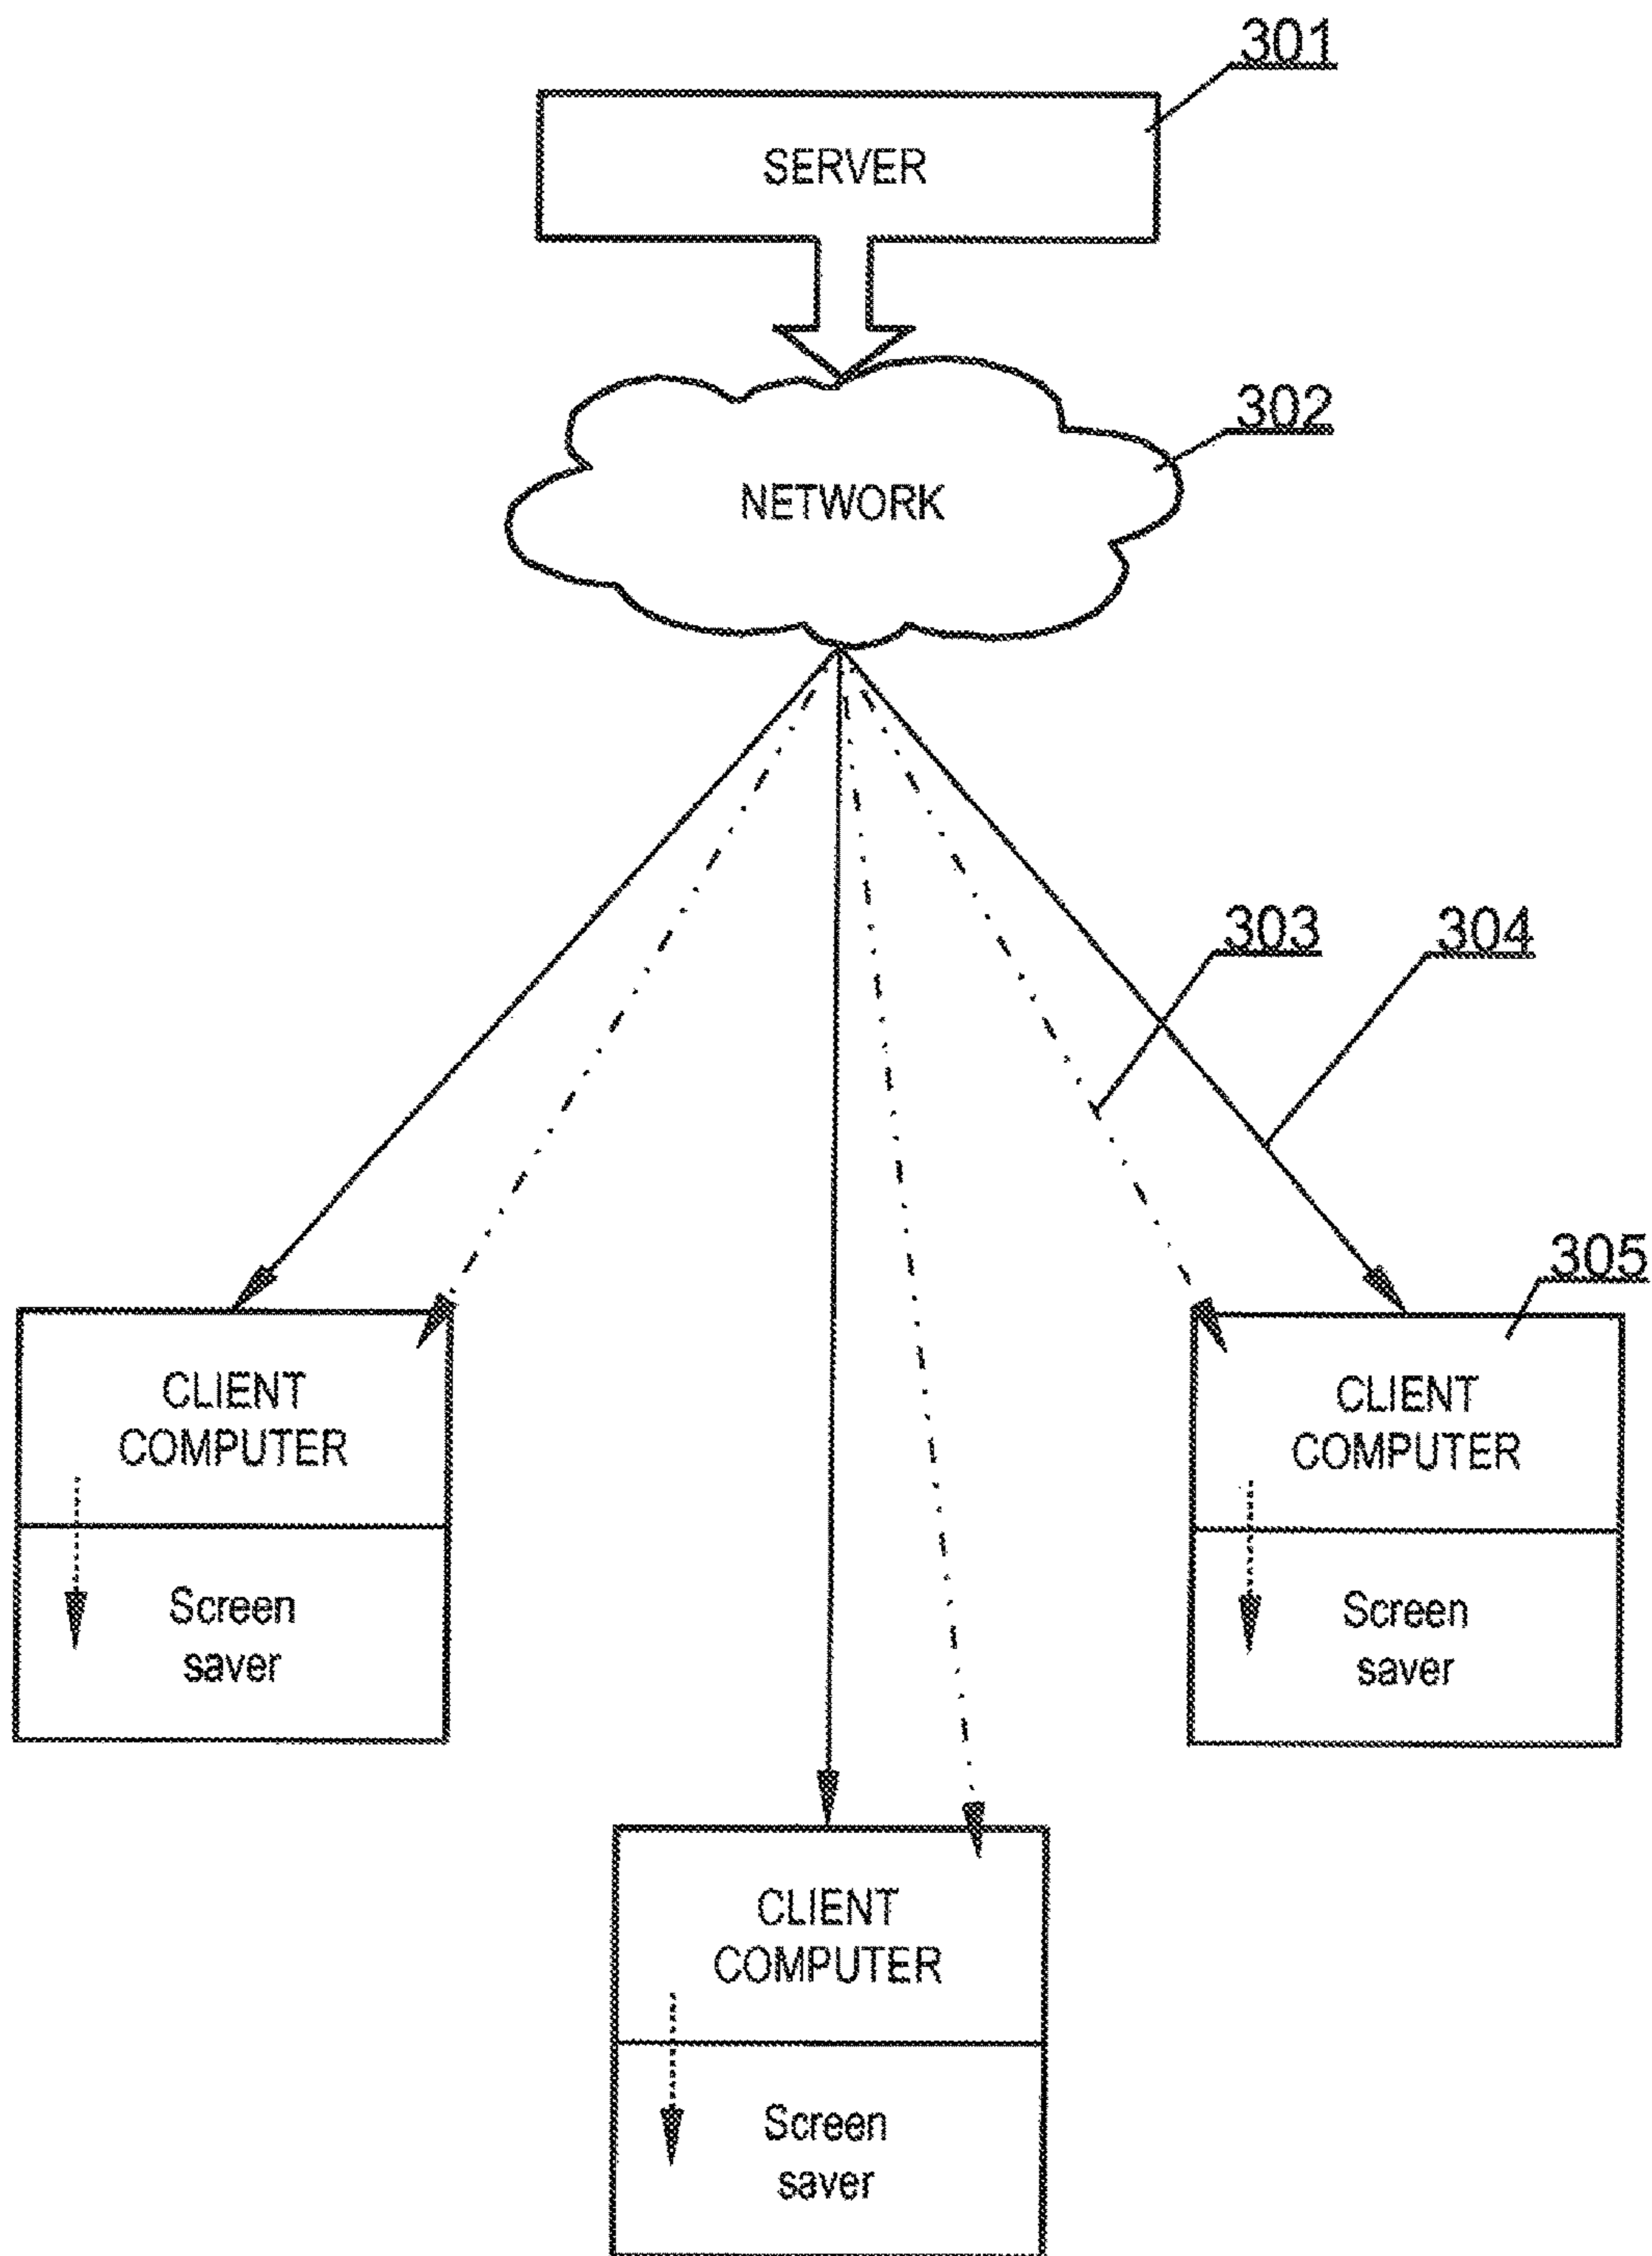 301
SERVER
302
NETWORK
303
304
305
CLIENT
COMPUTER
Screen
saver
CLIENT
COMPUTER
Screen
saver
CLIENT
COMPUTER
Screen
saver